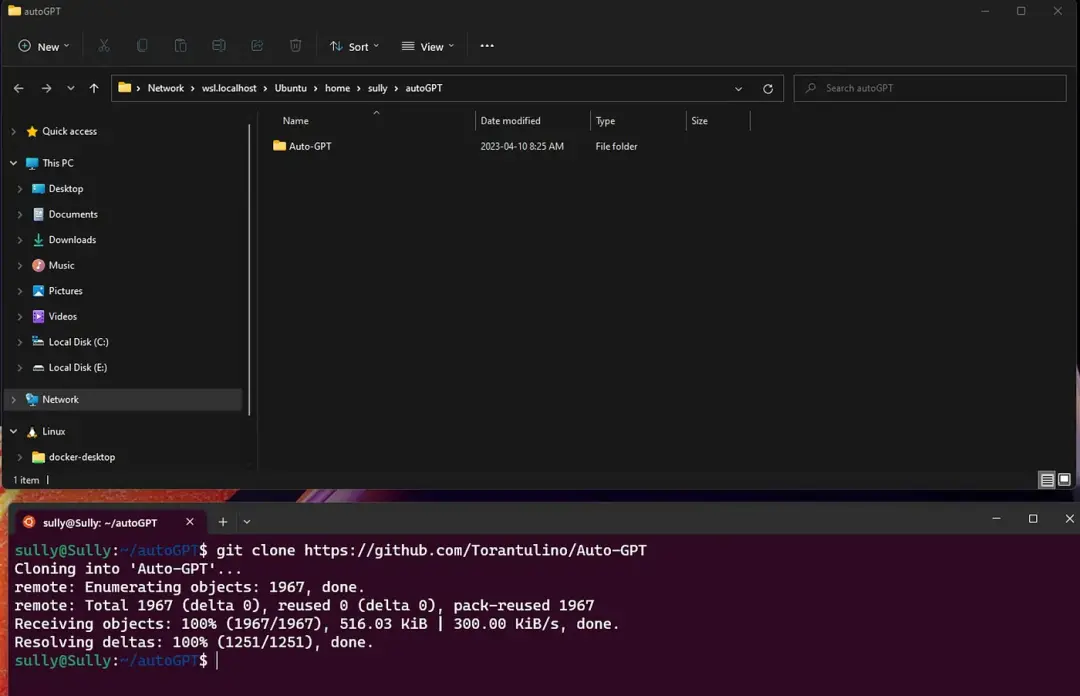 autoGPT
New Sort View ...
Network > wsl.localhost > Ubuntu > home > sully > autoGPT Search autoGPT
Name Date modified Type Size
Auto-GPT 2023-04-10 8:25 AM File folder
Quick access
This PC
Desktop
Documents
Downloads
Music
Pictures
Videos
Local Disk (C:)
Local Disk (E:)
Network
Linux
docker-desktop
1 item
sully@Sully: ~/autoGPT
sully@Sully:~/autoGPT$ git clone https://github.com/Torantulino/Auto-GPT
Cloning into 'Auto-GPT'...
remote: Enumerating objects: 1967, done.
remote: Total 1967 (delta 0), reused 0 (delta 0), pack-reused 1967
Receiving objects: 100% (1967/1967), 516.03 KiB | 300.00 KiB/s, done.
Resolving deltas: 100% (1251/1251), done.
sully@Sully:~/autoGPT$